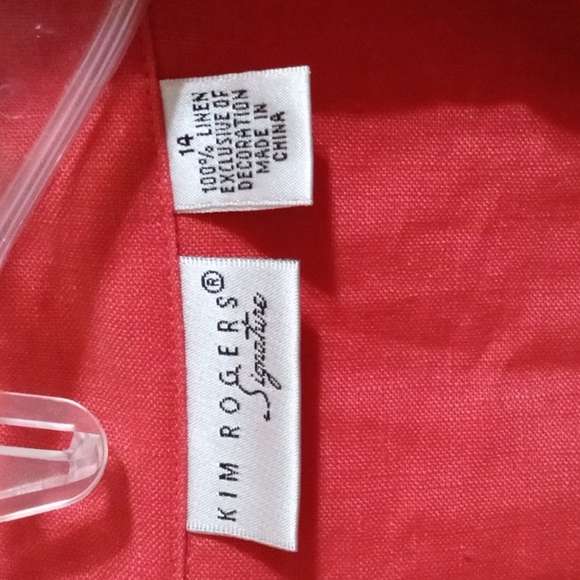 14
100% LINEN
EXCLUSIVE OF
DECORATION
MADE IN
CHINA
KIM ROGERS®
Signature